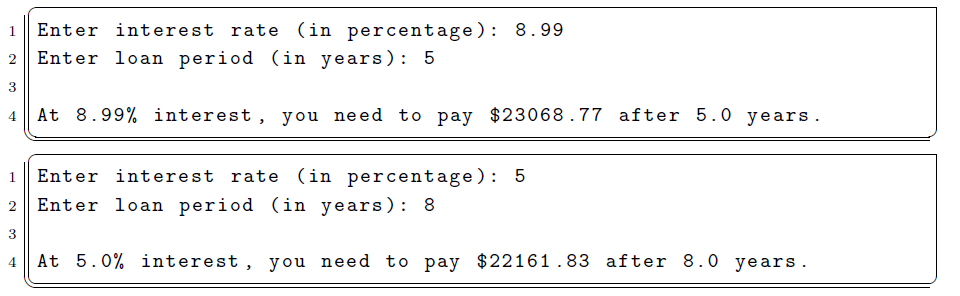 1 Enter interest rate (in percentage): 8.99
2 Enter loan period (in years): 5
3
4 At 8.99% interest, you need to pay $23068.77 after 5.0 years.
1 Enter interest rate (in percentage): 5
2 Enter loan period (in years): 8
3
4 At 5.0% interest, you need to pay $22161.83 after 8.0 years.